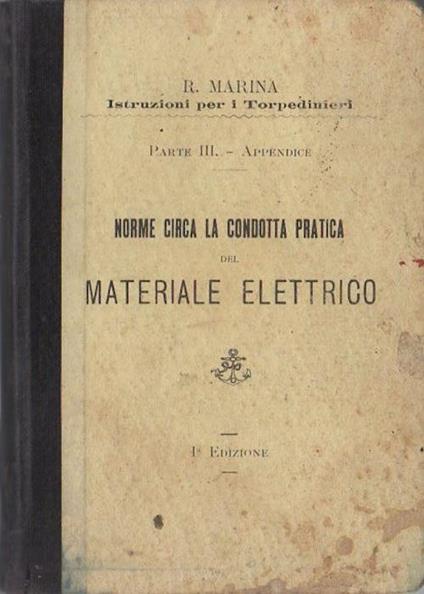 R. MARINA
Istruzioni per i Torpedinieri
PARTE III. - APPENDICE
NORME CIRCA LA CONDOTTA PRATICA
DEL
MATERIALE ELETTRICO
1ª EDIZIONE